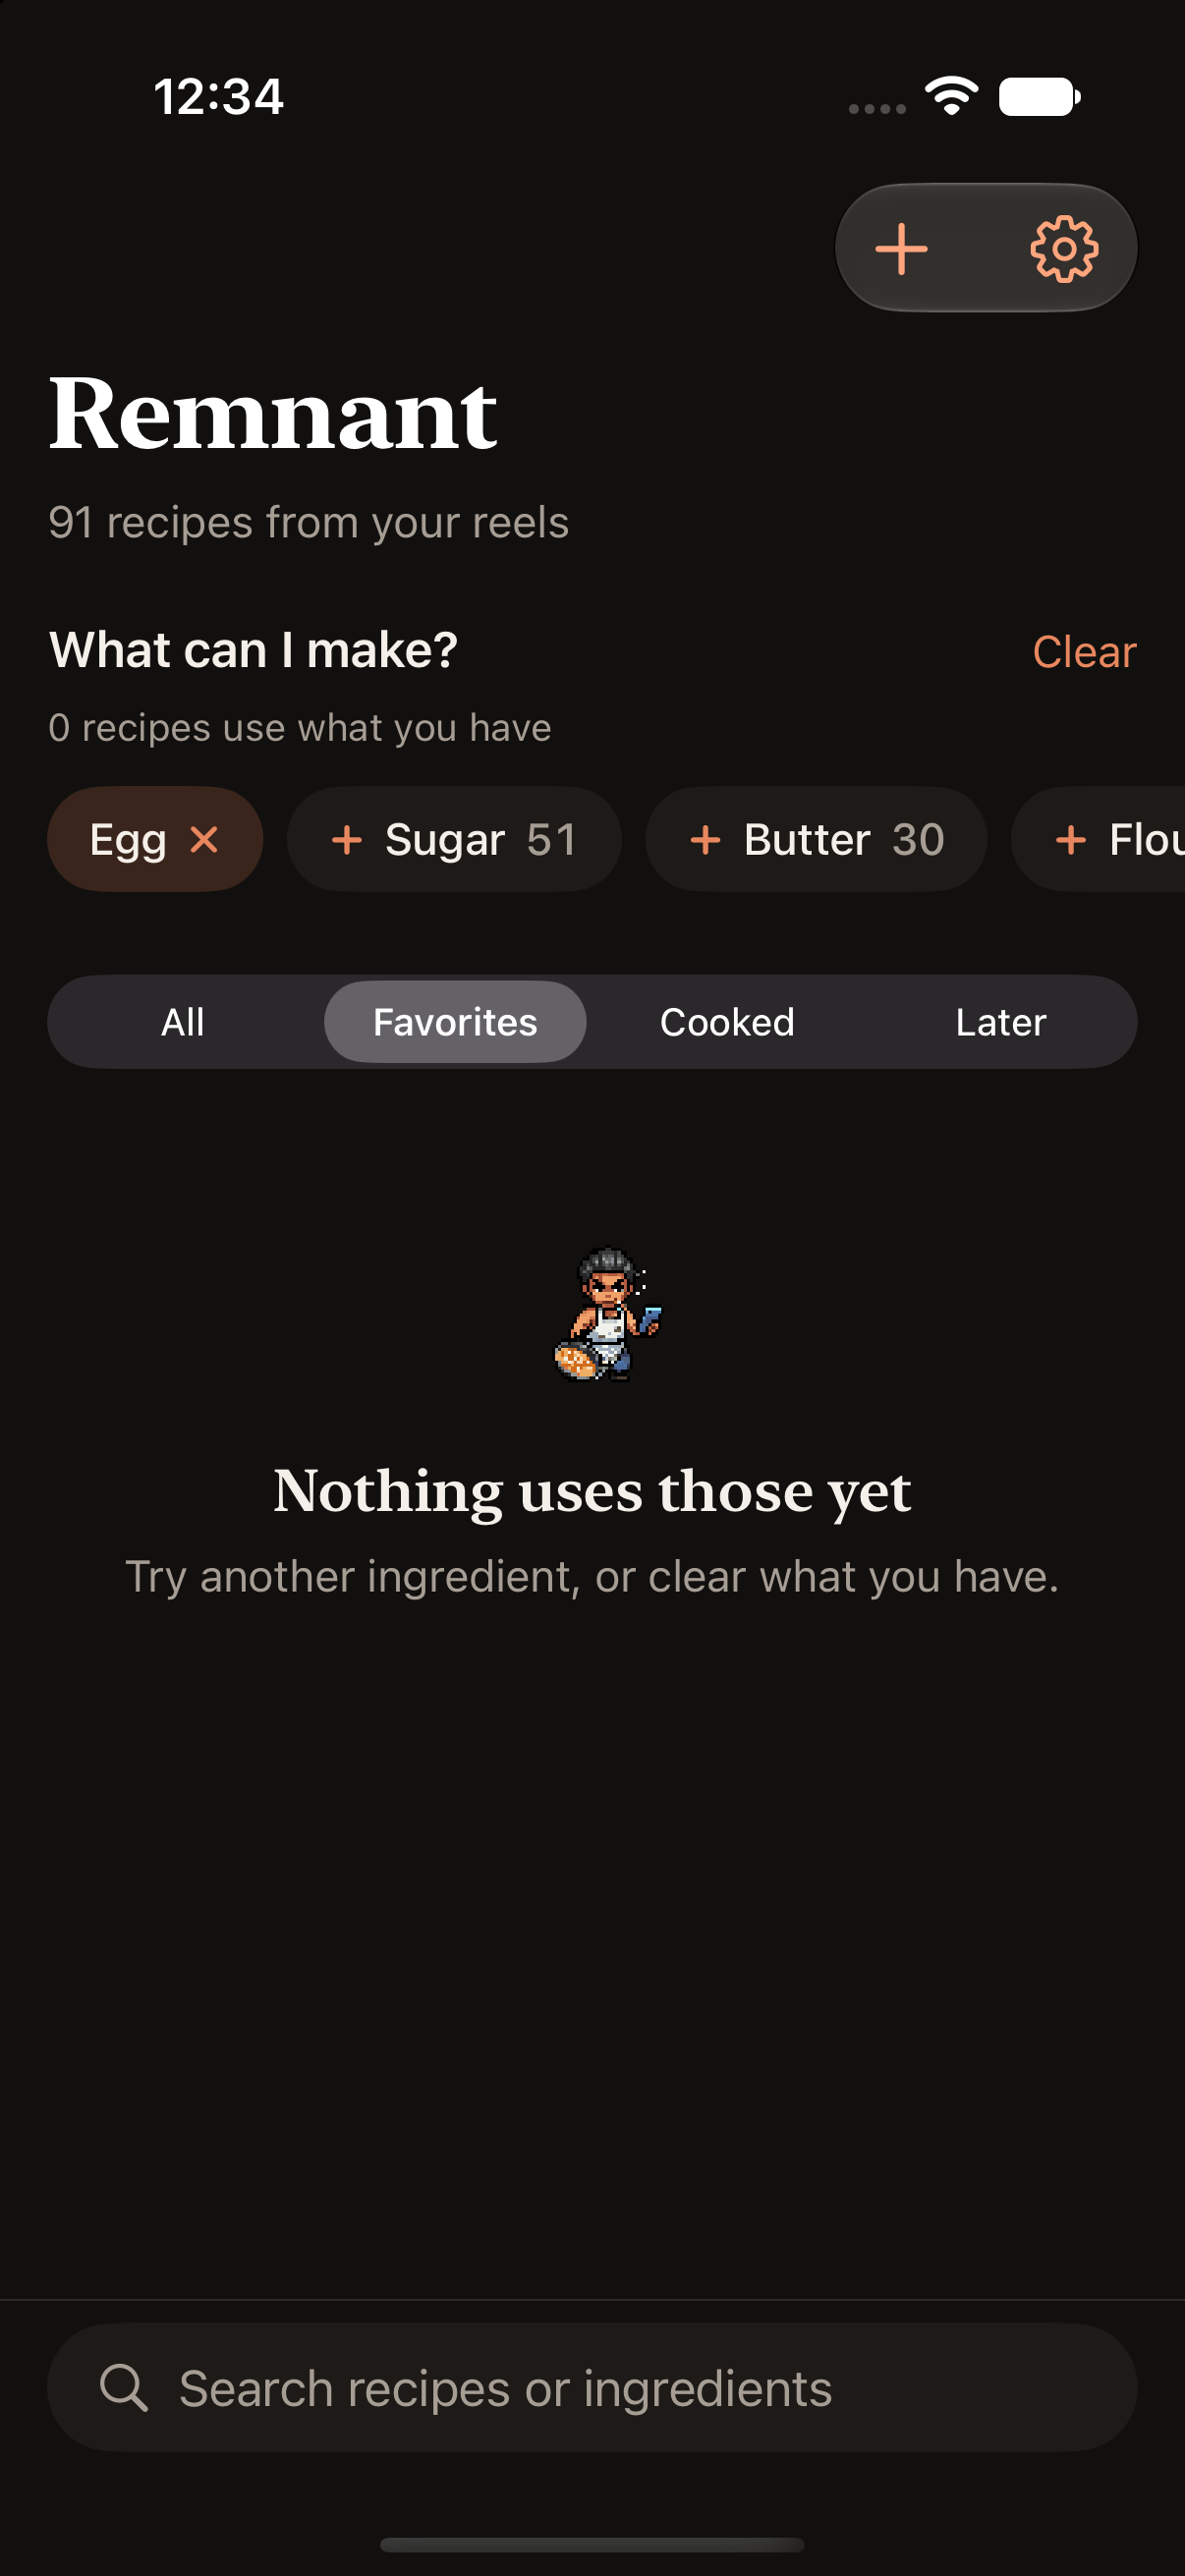 12:34
Remnant
91 recipes from your reels
What can I make?
Clear
0 recipes use what you have
Egg
Sugar 51
Butter 30
Flou
All
Favorites
Cooked
Later
Nothing uses those yet
Try another ingredient, or clear what you have.
Search recipes or ingredients